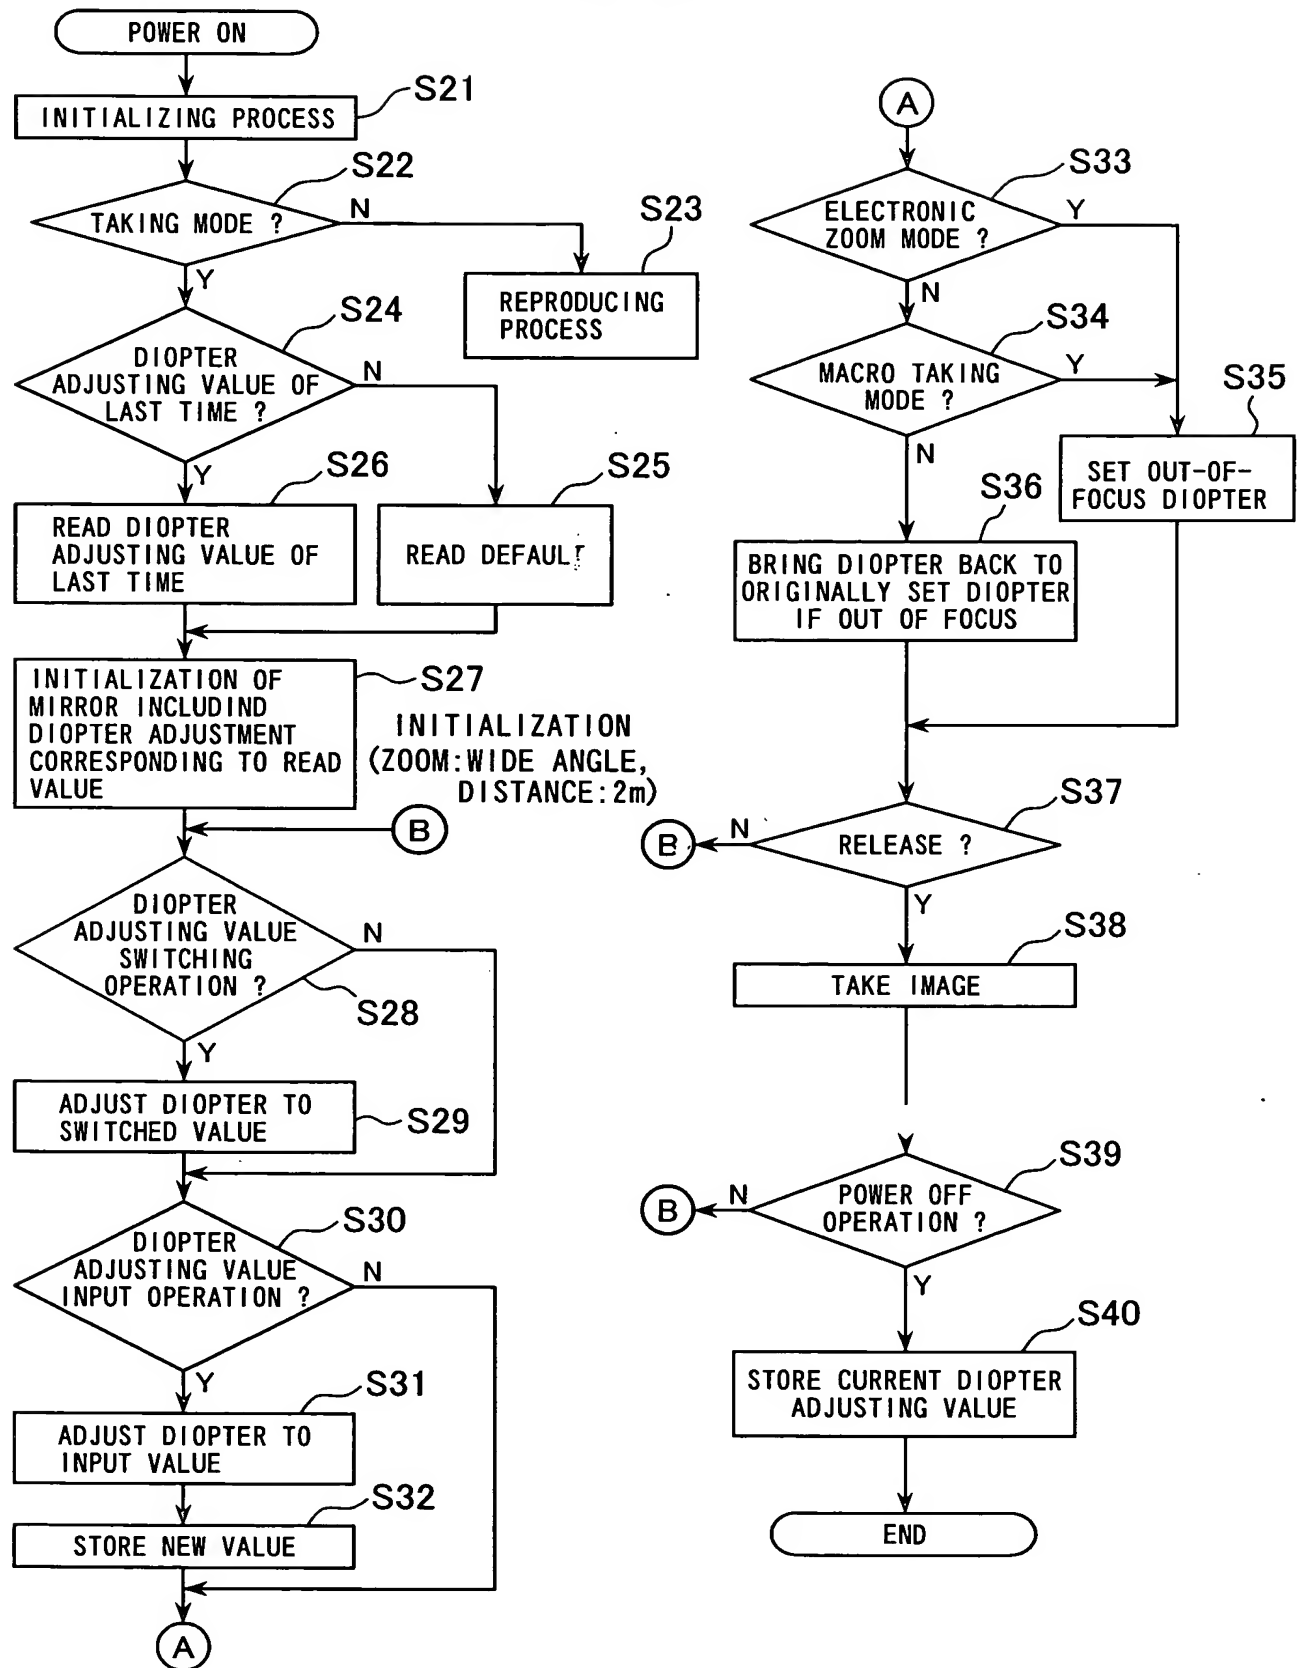 POWER ON
S21
INITIALIZING PROCESS
S22
TAKING MODE ?
N
Y
S23
REPRODUCING
PROCESS
S24
DIOPTER
ADJUSTING VALUE OF
LAST TIME ?
N
Y
S26
READ DIOPTER
ADJUSTING VALUE OF
LAST TIME
S25
READ DEFAULT
S27
INITIALIZATION OF
MIRROR INCLUDIND
DIOPTER ADJUSTMENT
CORRESPONDING TO READ
VALUE
INITIALIZATION
(ZOOM:WIDE ANGLE,
DISTANCE:2m)
B
DIOPTER
ADJUSTING VALUE
SWITCHING
OPERATION ?
N
S28
Y
ADJUST DIOPTER TO
SWITCHED VALUE
S29
S30
DIOPTER
ADJUSTING VALUE
INPUT OPERATION ?
N
Y
S31
ADJUST DIOPTER TO
INPUT VALUE
S32
STORE NEW VALUE
A
A
S33
ELECTRONIC
ZOOM MODE ?
Y
N
S34
MACRO TAKING
MODE ?
Y
N
S35
SET OUT-OF-
FOCUS DIOPTER
S36
BRING DIOPTER BACK TO
ORIGINALLY SET DIOPTER
IF OUT OF FOCUS
S37
RELEASE ?
N
B
Y
S38
TAKE IMAGE
S39
POWER OFF
OPERATION ?
N
B
Y
S40
STORE CURRENT DIOPTER
ADJUSTING VALUE
END